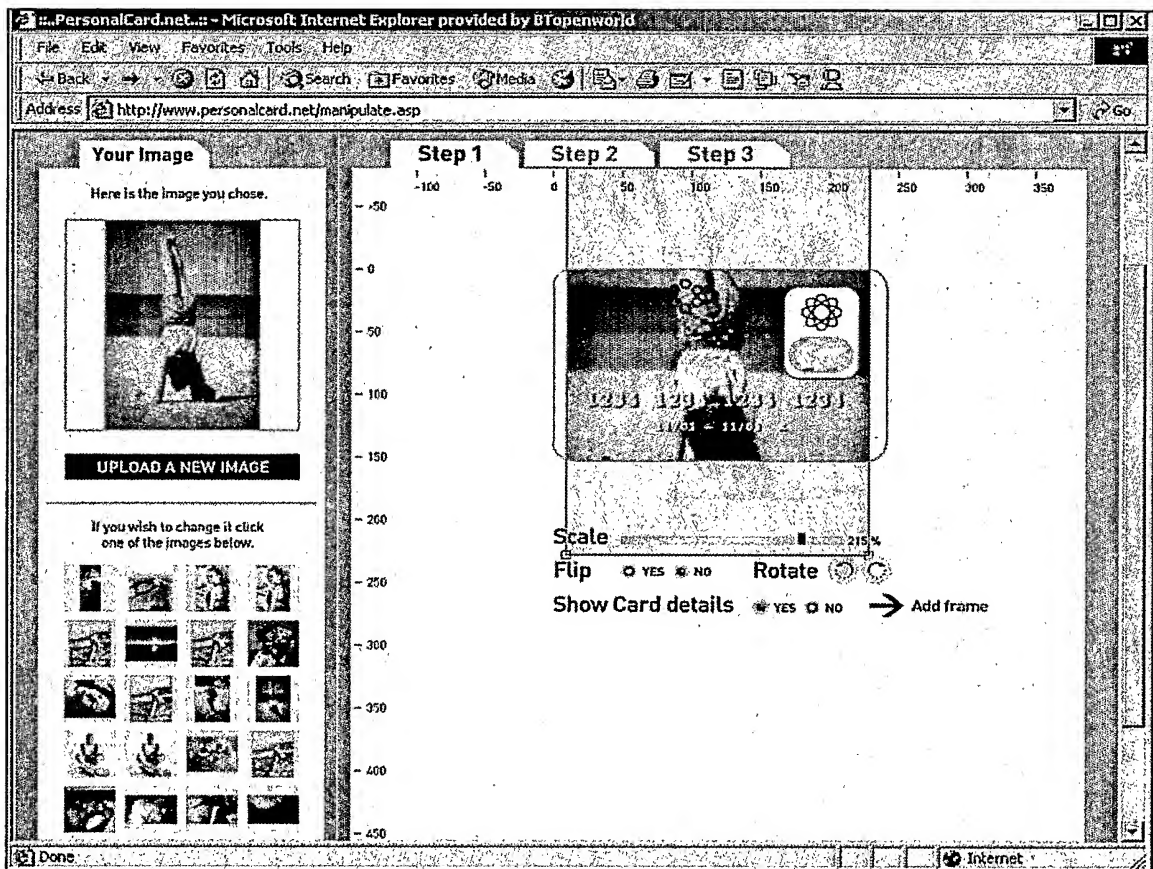 ::..PersonalCard.net..:: - Microsoft Internet Explorer provided by BTopenworld
File Edit View Favorites Tools Help
Back Search Favorites Media
Address http://www.personalcard.net/manipulate.asp Go
Your Image
Here is the image you chose.
UPLOAD A NEW IMAGE
If you wish to change it click
one of the images below.
Step 1 Step 2 Step 3
-100 -50 0 50 100 150 200 250 300 350
-50
0
50
100
150
200
250
300
350
400
450
1234 1234 1234 1234
11/01 - 11/03
Scale 215 %
Flip YES NO Rotate
Show Card details YES NO Add frame
Done Internet